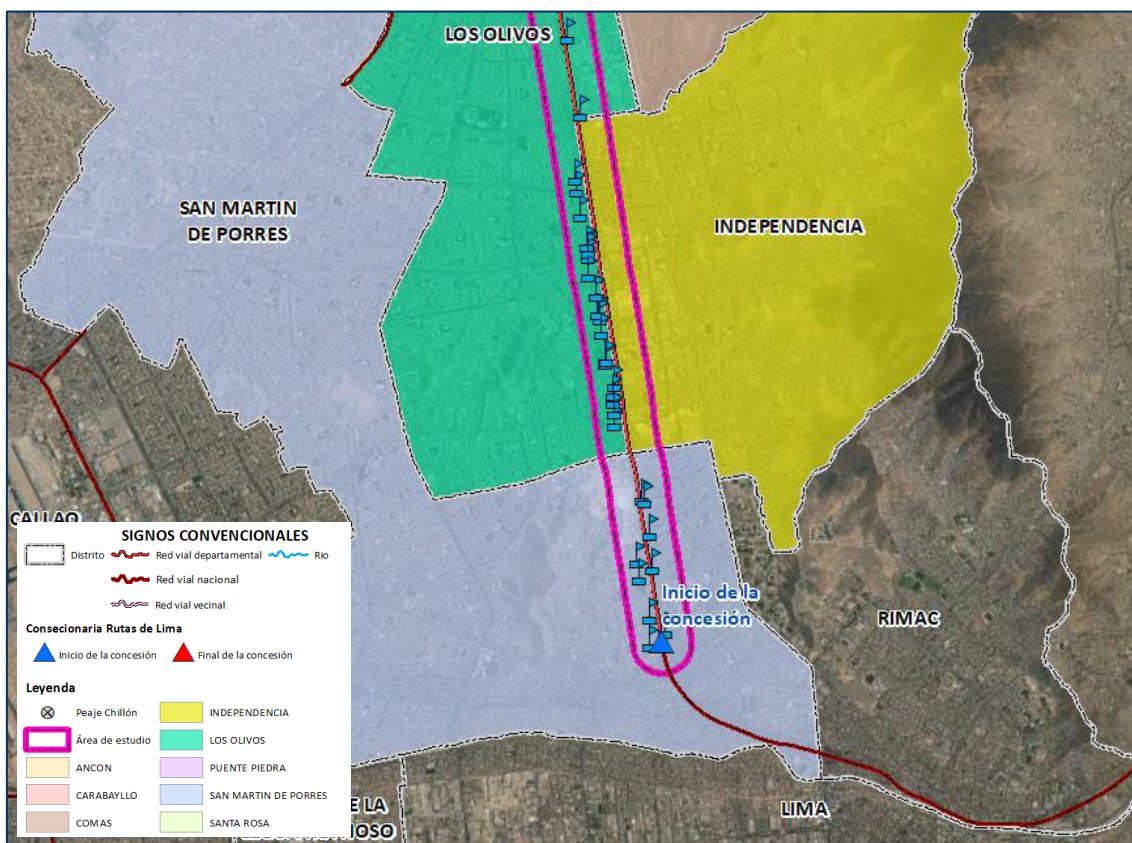 LOS OLIVOS
SAN MARTIN
DE PORRES
INDEPENDENCIA
CALLAO
Inicio de la
concesión
RIMAC
LIMA
E LA
OSO
SIGNOS CONVENCIONALES
Distrito
Red vial departamental
Rio
Red vial nacional
Red vial vecinal
Consecionaria Rutas de Lima
Inicio de la concesión
Final de la concesión
Leyenda
Peaje Chillón
INDEPENDENCIA
Área de estudio
LOS OLIVOS
ANCON
PUENTE PIEDRA
CARABAYLLO
SAN MARTIN DE PORRES
COMAS
SANTA ROSA